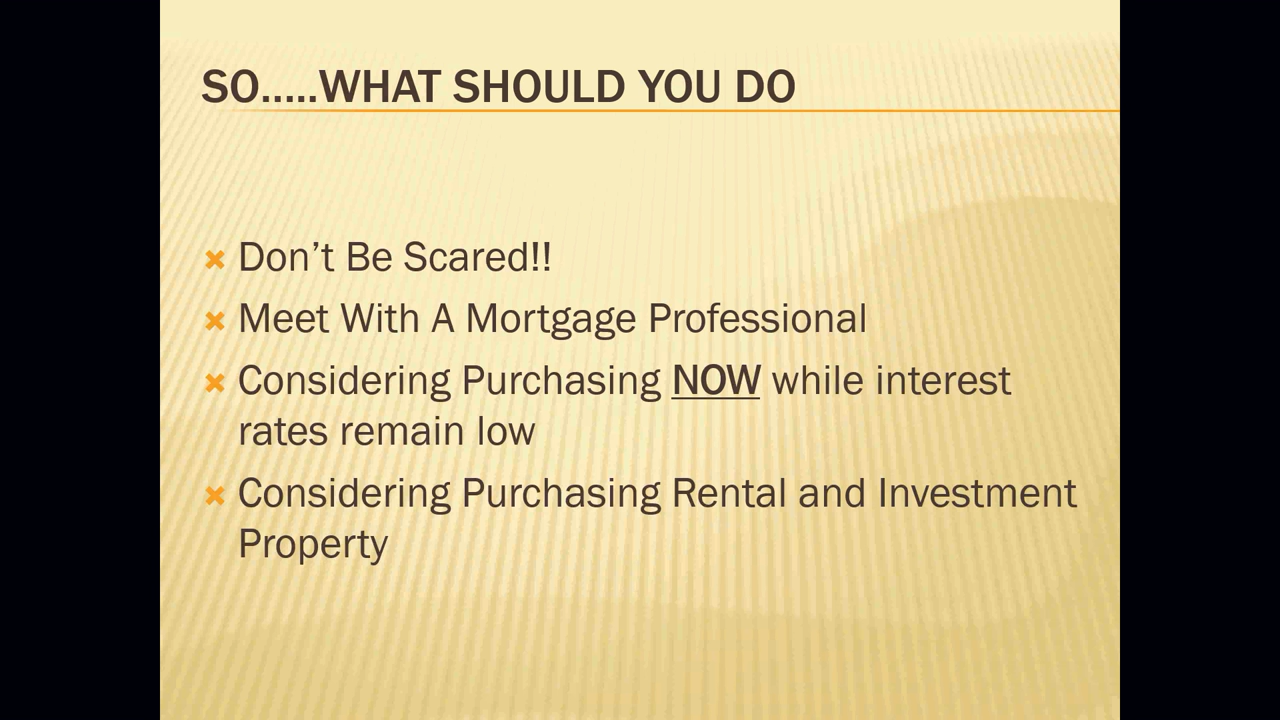 SO.....WHAT SHOULD YOU DO
Don’t Be Scared!!
Meet With A Mortgage Professional
Considering Purchasing NOW while interest
rates remain low
Considering Purchasing Rental and Investment
Property